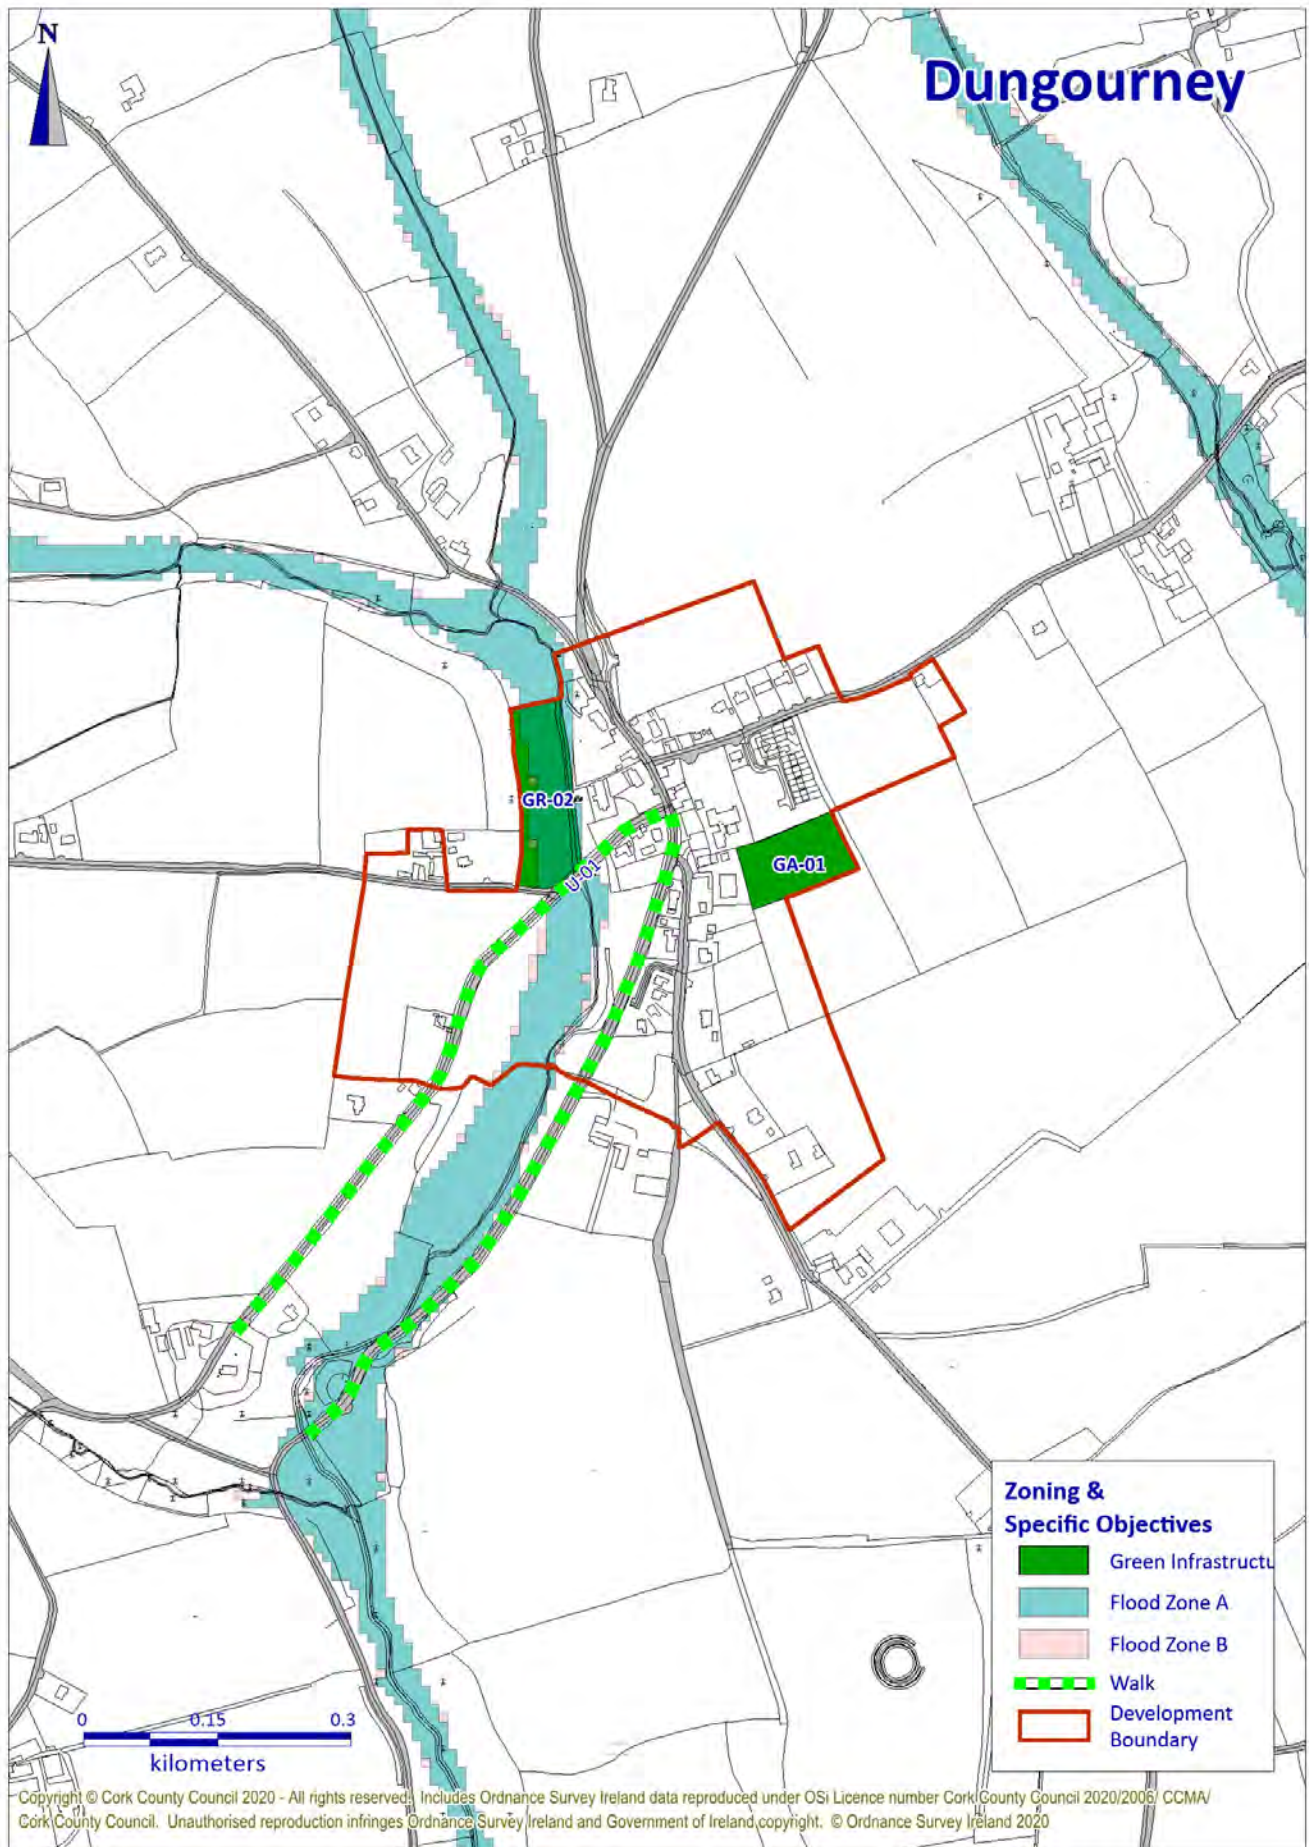 N
Dungourney
GR-02
U-01
GA-01
Zoning &
Specific Objectives
Green Infrastructu
Flood Zone A
Flood Zone B
Walk
Development
Boundary
0 0.15 0.3
kilometers
Copyright © Cork County Council 2020 - All rights reserved. Includes Ordnance Survey Ireland data reproduced under OSi Licence number Cork County Council 2020/2006/ CCMA/
Cork County Council. Unauthorised reproduction infringes Ordnance Survey Ireland and Government of Ireland copyright. © Ordnance Survey Ireland 2020